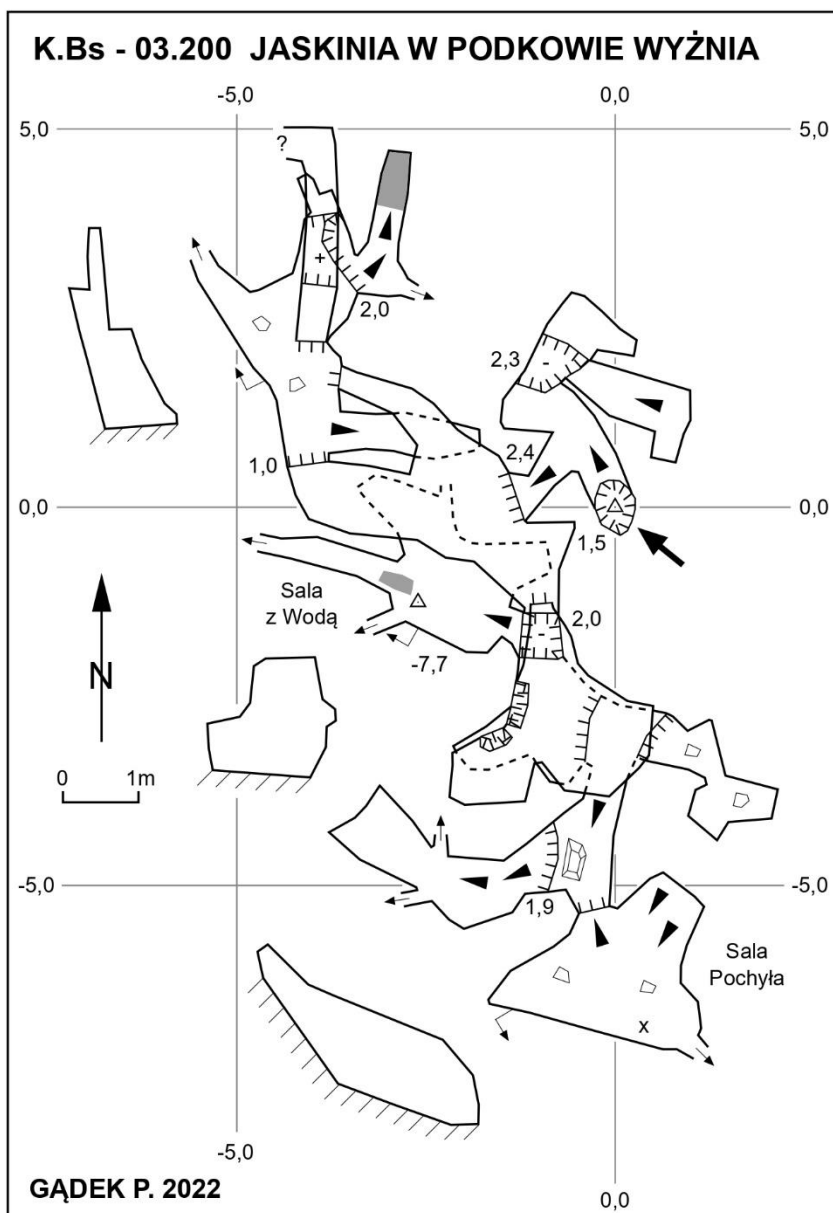 K.Bs - 03.200 JASKINIA W PODKOWIE WYŻNIA
-5,0
0,0
5,0
5,0
?
2,0
2,3
2,4
1,0
0,0
0,0
1,5
Sala
z Wodą
2,0
-7,7
N
0
1m
-5,0
-5,0
1,9
Sala
Pochyła
x
-5,0
0,0
GĄDEK P. 2022